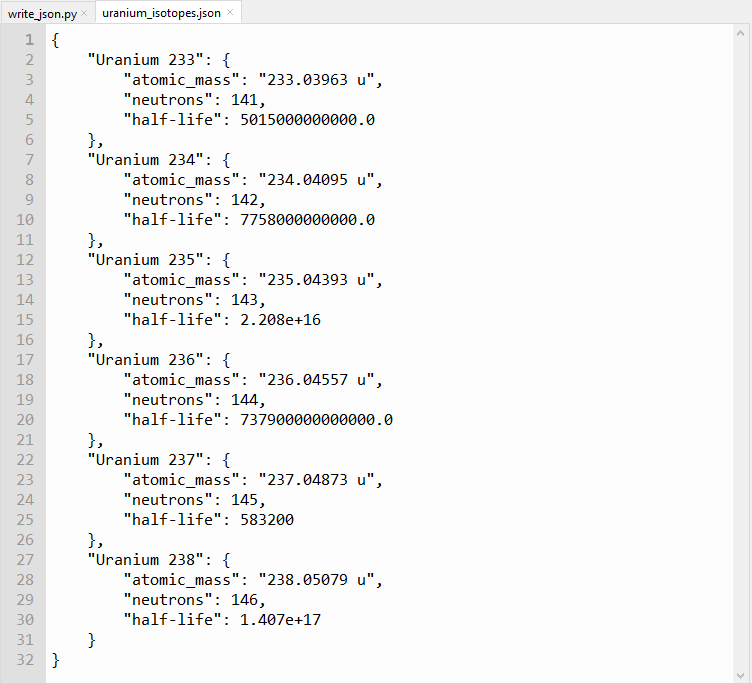 write_json.py × uranium_isotopes.json ×
1 {
2     "Uranium 233": {
3         "atomic_mass": "233.03963 u",
4         "neutrons": 141,
5         "half-life": 5015000000000.0
6     },
7     "Uranium 234": {
8         "atomic_mass": "234.04095 u",
9         "neutrons": 142,
10         "half-life": 7758000000000.0
11     },
12     "Uranium 235": {
13         "atomic_mass": "235.04393 u",
14         "neutrons": 143,
15         "half-life": 2.208e+16
16     },
17     "Uranium 236": {
18         "atomic_mass": "236.04557 u",
19         "neutrons": 144,
20         "half-life": 737900000000000.0
21     },
22     "Uranium 237": {
23         "atomic_mass": "237.04873 u",
24         "neutrons": 145,
25         "half-life": 583200
26     },
27     "Uranium 238": {
28         "atomic_mass": "238.05079 u",
29         "neutrons": 146,
30         "half-life": 1.407e+17
31     }
32 }